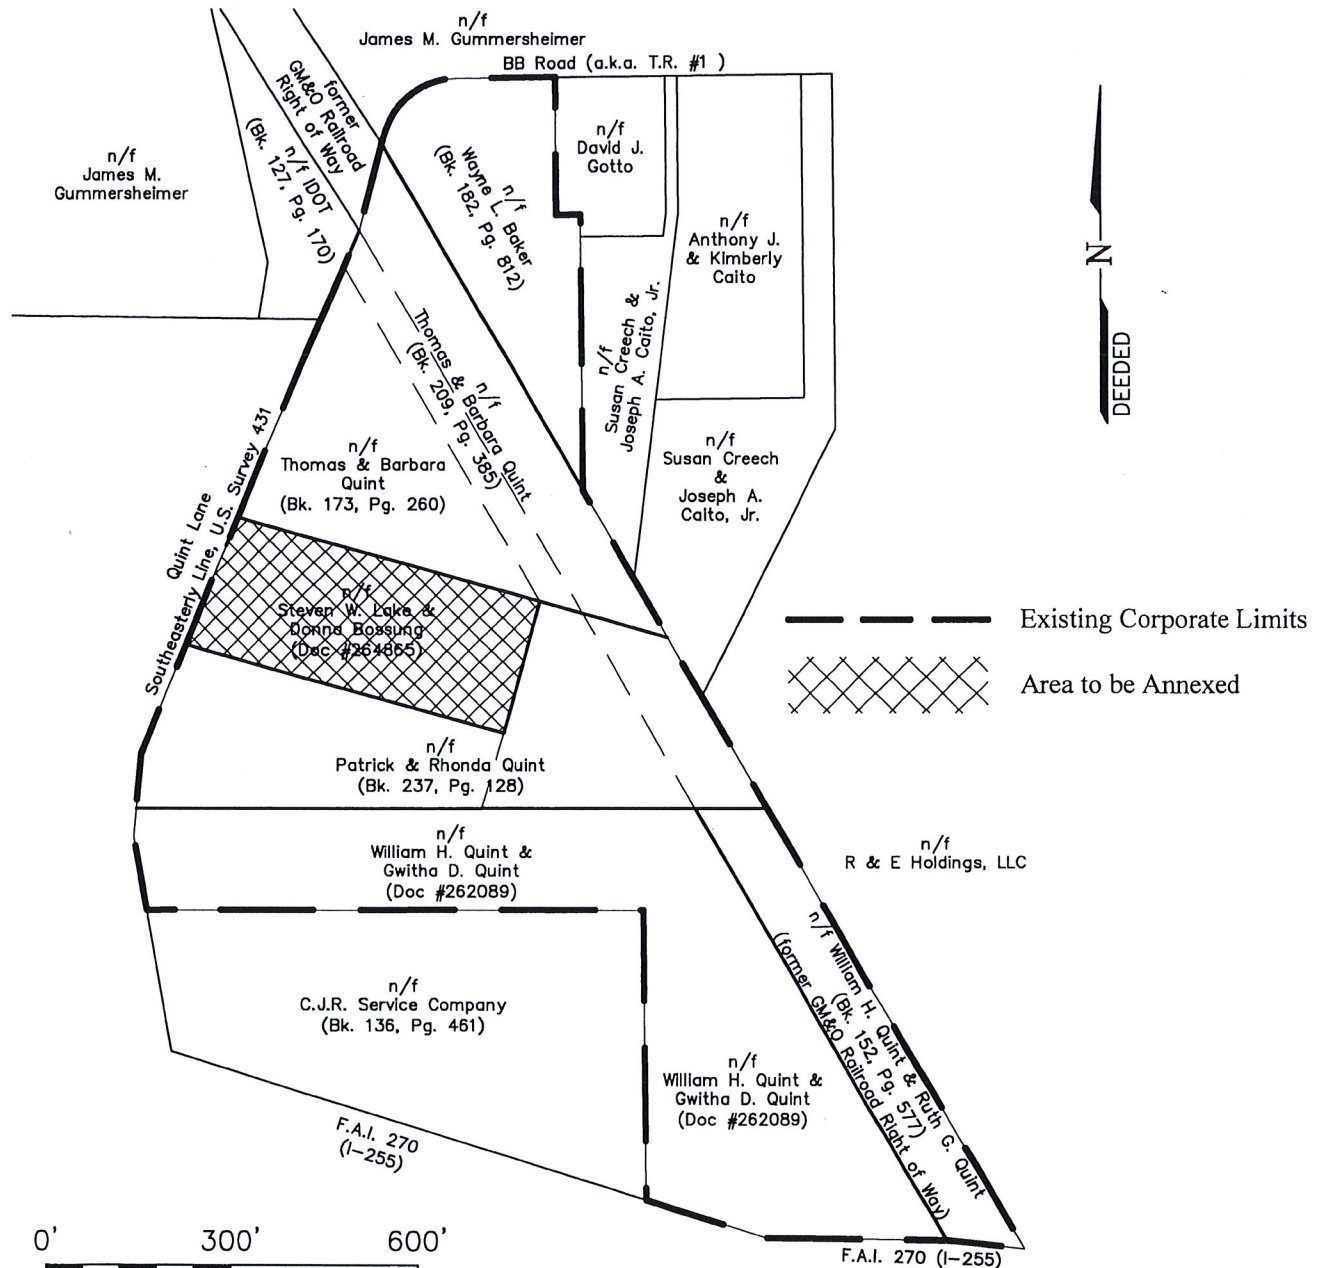 n/f
James M. Gummersheimer
BB Road (a.k.a. T.R. #1 )
former
GM&O Railroad
Right of Way
n/f IDOT
(Bk. 127, Pg. 170)
n/f
James M.
Gummersheimer
n/f
Wayne L. Baker
(Bk. 182, Pg. 812)
n/f
David J.
Gotto
n/f
Anthony J.
& Kimberly
Caito
N
DEEDED
n/f
Susan Creech &
Joseph A. Caito, Jr.
n/f
Thomas & Barbara Quint
(Bk. 209, Pg. 385)
n/f
Thomas & Barbara
Quint
(Bk. 173, Pg. 260)
n/f
Susan Creech
&
Joseph A.
Caito, Jr.
Quint Lane
Southeasterly Line, U.S. Survey 431
n/f
Steven W. Lake &
Donna Bossung
(Doc #264865)
Existing Corporate Limits
Area to be Annexed
n/f
Patrick & Rhonda Quint
(Bk. 237, Pg. 128)
n/f
William H. Quint &
Gwitha D. Quint
(Doc #262089)
n/f
R & E Holdings, LLC
n/f William H. Quint & Ruth G. Quint
(Bk. 152, Pg. 577)
(former GM&O Railroad Right of Way)
n/f
C.J.R. Service Company
(Bk. 136, Pg. 461)
n/f
William H. Quint &
Gwitha D. Quint
(Doc #262089)
F.A.I. 270
(I-255)
F.A.I. 270 (I-255)
0' 300' 600'